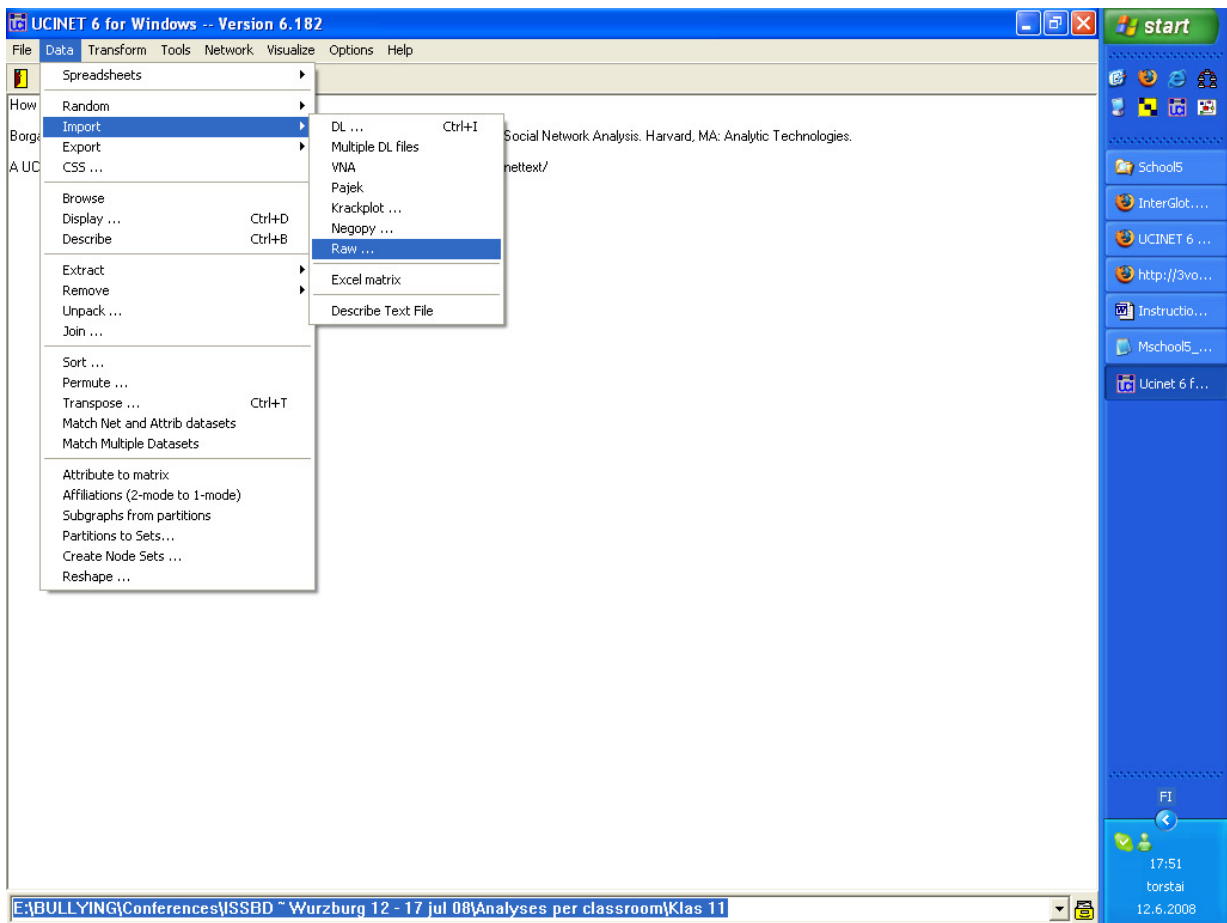 UCINET 6 for Windows -- Version 6.182
File Data Transform Tools Network Visualize Options Help
How
Borga
A UC
Social Network Analysis. Harvard, MA: Analytic Technologies.
nettext/
Spreadsheets
Random
Import
Export
CSS ...
Browse
Display ... Ctrl+D
Describe Ctrl+B
Extract
Remove
Unpack ...
Join ...
Sort ...
Permute ...
Transpose ... Ctrl+T
Match Net and Attrib datasets
Match Multiple Datasets
Attribute to matrix
Affiliations (2-mode to 1-mode)
Subgraphs from partitions
Partitions to Sets...
Create Node Sets ...
Reshape ...
DL ... Ctrl+I
Multiple DL files
VNA
Pajek
Krackplot ...
Negopy ...
Raw ...
Excel matrix
Describe Text File
E:\BULLYING\Conferences\ISSBD ~ Wurzburg 12 - 17 jul 08\Analyses per classroom\Klas 11
start
School5
InterGlot....
UCINET 6 ...
http://3vo...
Instructio...
Mschool5_...
Ucinet 6 f...
FI
17:51
torstai
12.6.2008